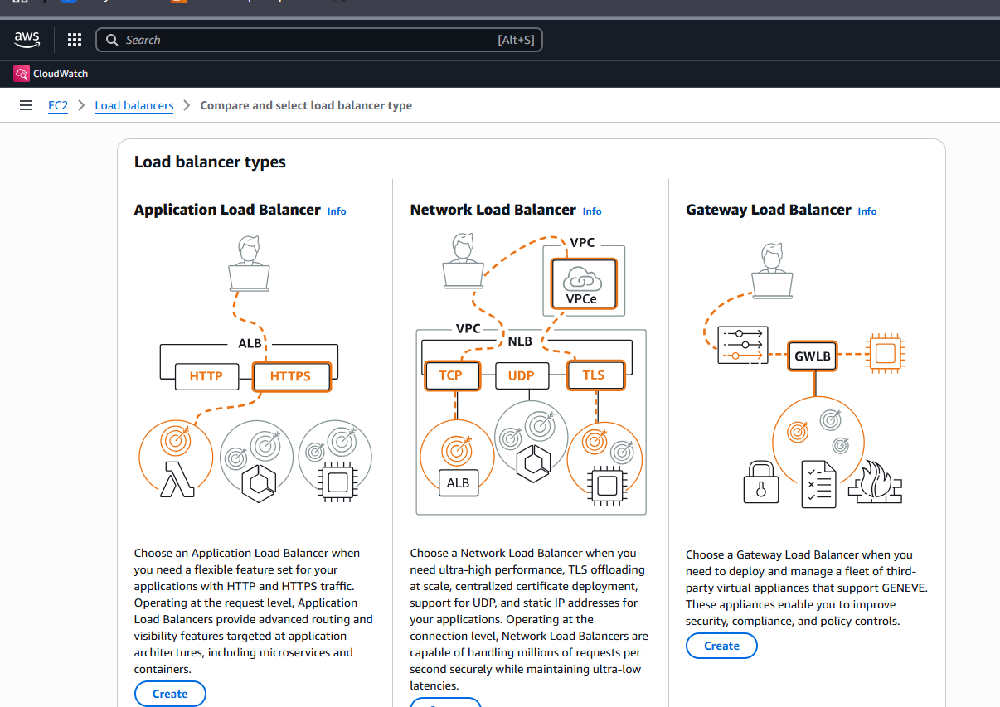 aws
Search
[Alt+S]
CloudWatch
EC2
Load balancers
Compare and select load balancer type
Load balancer types
Application Load Balancer
Info
ALB
HTTP
HTTPS
Choose an Application Load Balancer when
you need a flexible feature set for your
applications with HTTP and HTTPS traffic.
Operating at the request level, Application
Load Balancers provide advanced routing and
visibility features targeted at application
architectures, including microservices and
containers.
Create
Network Load Balancer
Info
VPC
VPCe
VPC
NLB
TCP
UDP
TLS
ALB
Choose a Network Load Balancer when you
need ultra-high performance, TLS offloading
at scale, centralized certificate deployment,
support for UDP, and static IP addresses for
your applications. Operating at the
connection level, Network Load Balancers are
capable of handling millions of requests per
second securely while maintaining ultra-low
latencies.
Gateway Load Balancer
Info
GWLB
Choose a Gateway Load Balancer when you
need to deploy and manage a fleet of third-
party virtual appliances that support GENEVE.
These appliances enable you to improve
security, compliance, and policy controls.
Create